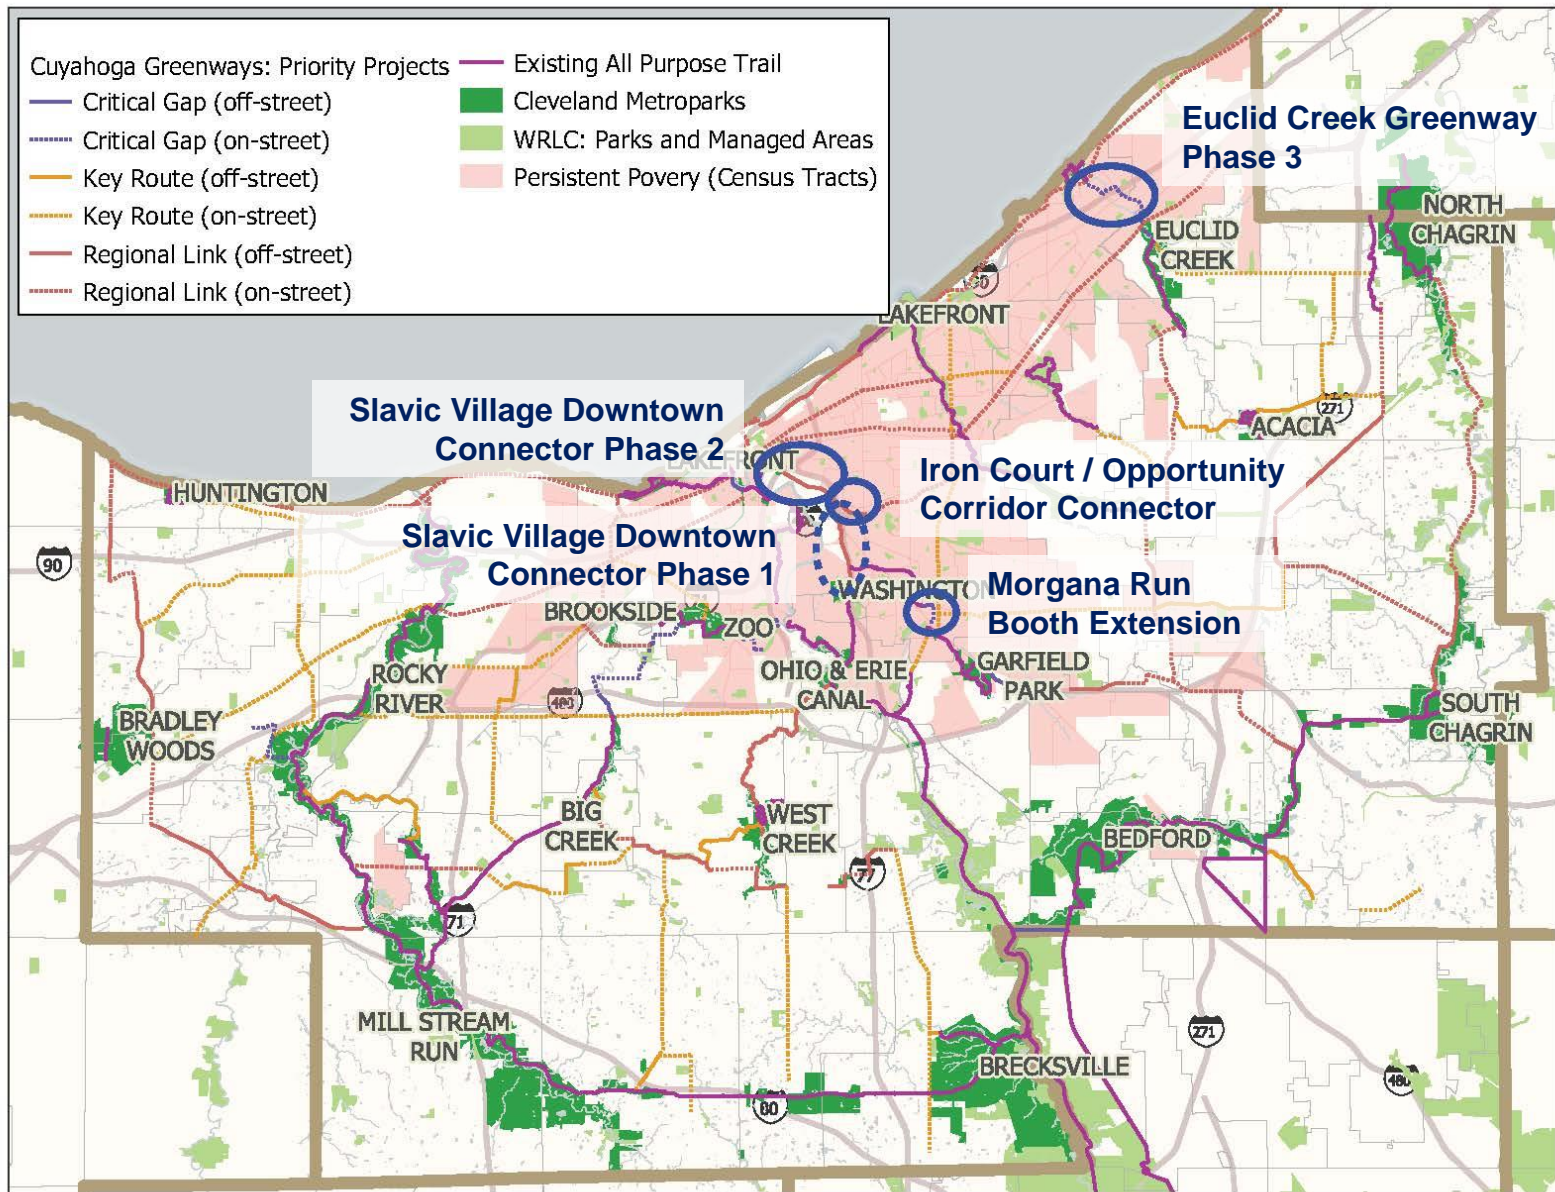 Cuyahoga Greenways: Priority Projects
Critical Gap (off-street)
Critical Gap (on-street)
Key Route (off-street)
Key Route (on-street)
Regional Link (off-street)
Regional Link (on-street)
Existing All Purpose Trail
Cleveland Metroparks
WRLC: Parks and Managed Areas
Persistent Poverty (Census Tracts)
Euclid Creek Greenway
Phase 3
NORTH
CHAGRIN
EUCLID
CREEK
90
LAKEFRONT
271
ACACIA
Slavic Village Downtown
Connector Phase 2
LAKEFRONT
Iron Court / Opportunity
Corridor Connector
HUNTINGTON
Slavic Village Downtown
Connector Phase 1
90
WASHINGTON
Morgana Run
Booth Extension
BROOKSIDE
ZOO
ROCKY
RIVER
OHIO & ERIE
CANAL
GARFIELD
PARK
480
BRADLEY
WOODS
SOUTH
CHAGRIN
BIG
CREEK
WEST
CREEK
BEDFORD
77
71
MILL STREAM
RUN
271
BRECKSVILLE
480
80